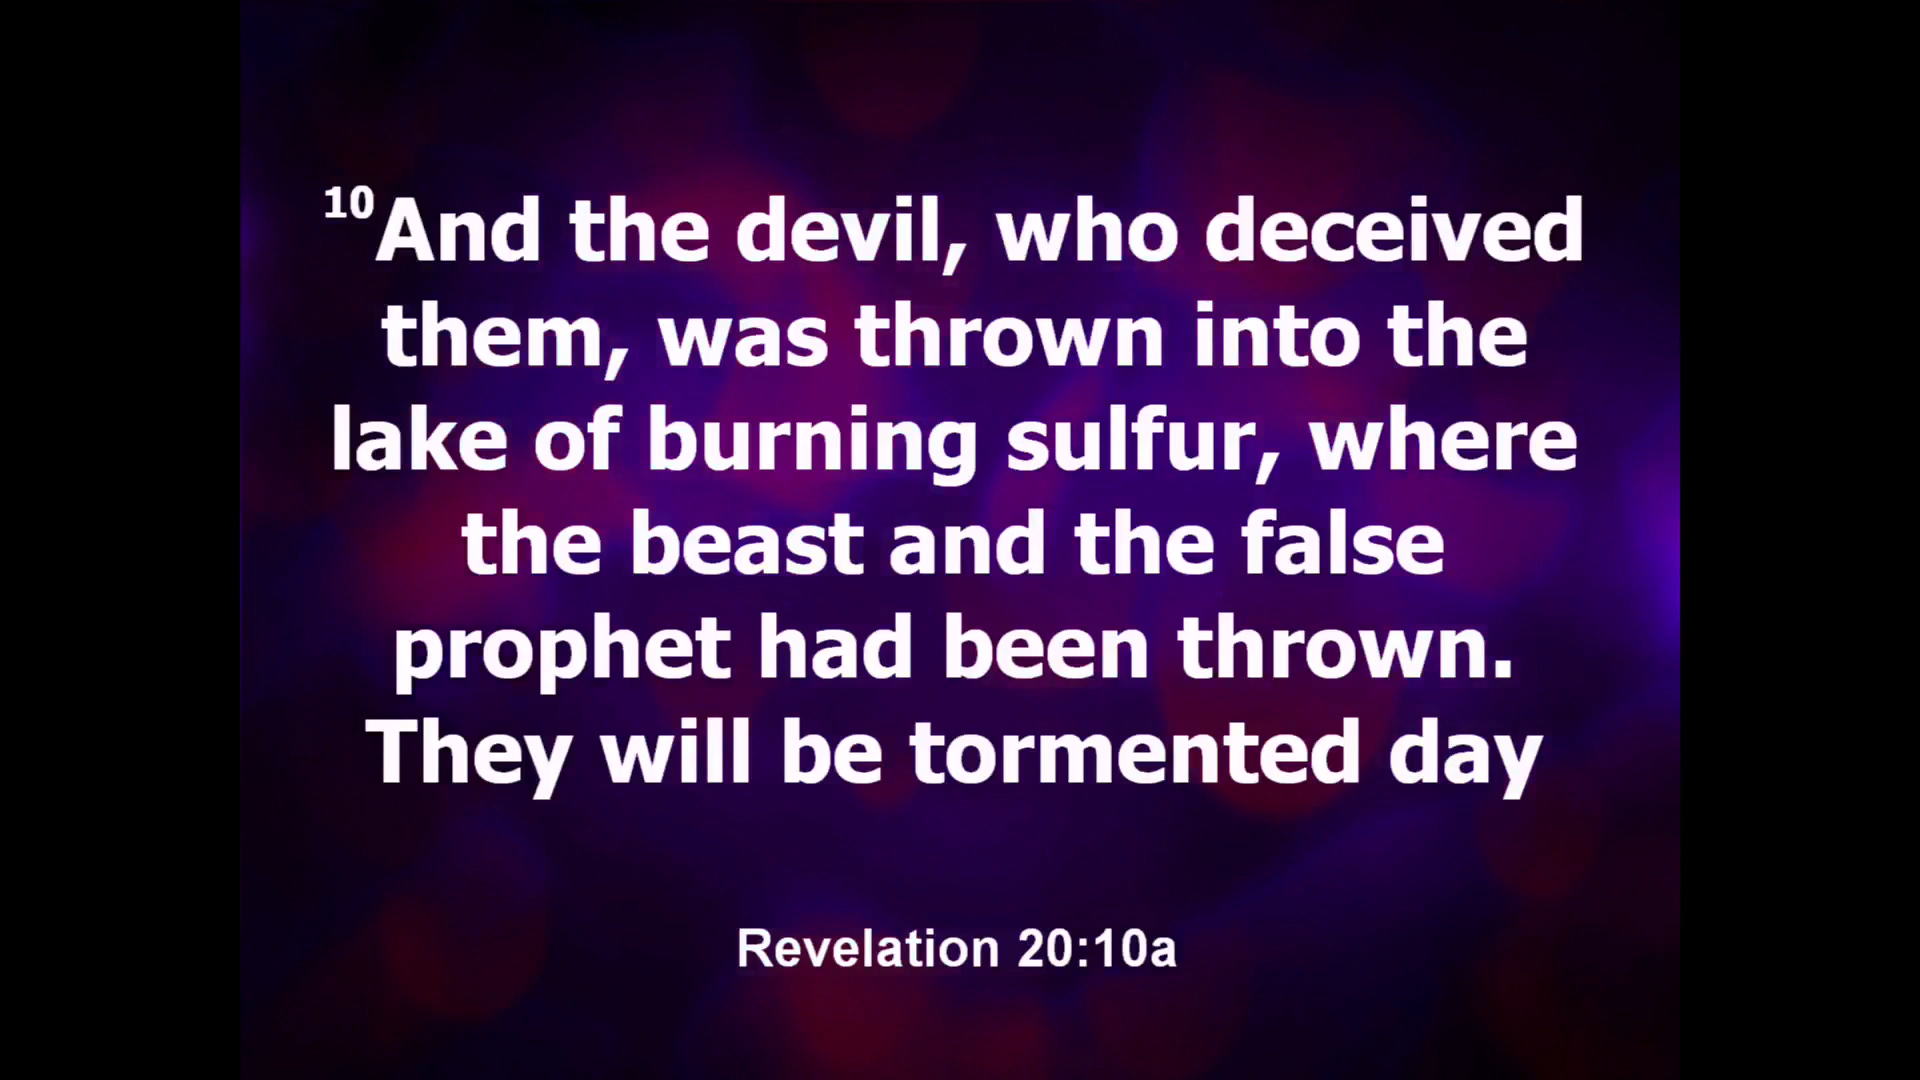 10And the devil, who deceived
them, was thrown into the
lake of burning sulfur, where
the beast and the false
prophet had been thrown.
They will be tormented day
Revelation 20:10a